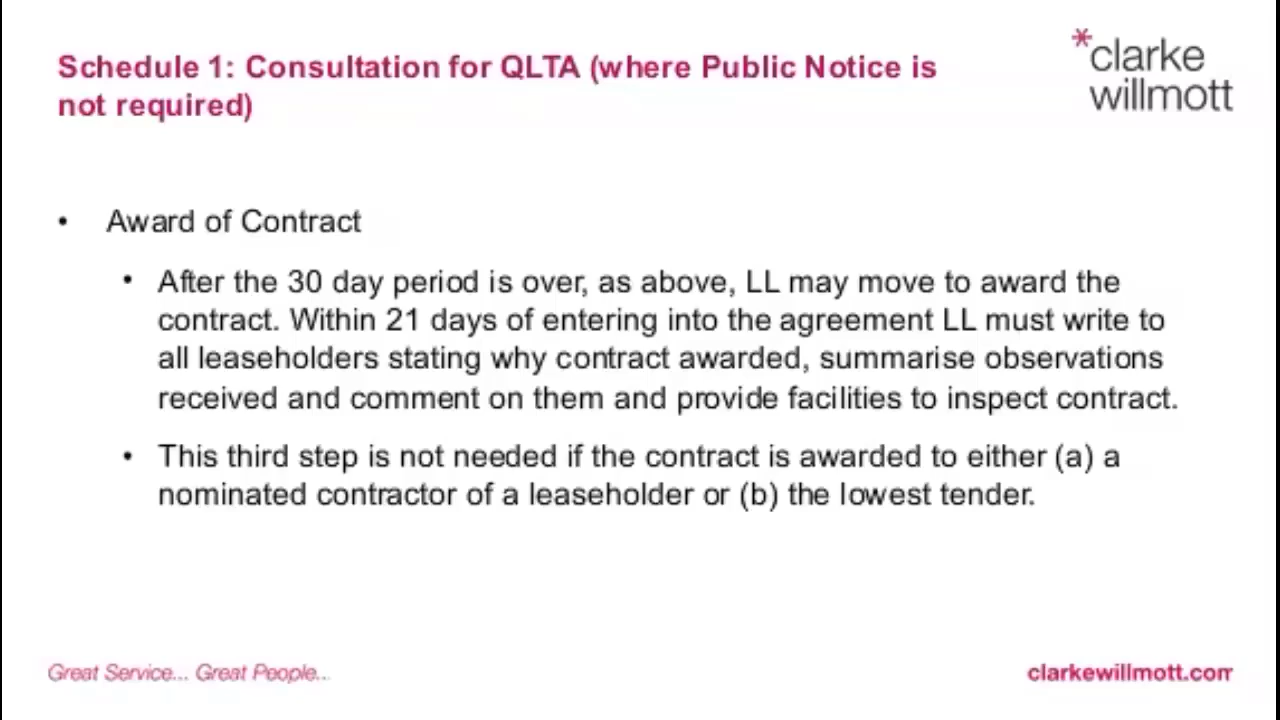 Schedule 1: Consultation for QLTA (where Public Notice is
not required)
*clarke
willmott
• Award of Contract
• After the 30 day period is over, as above, LL may move to award the
contract. Within 21 days of entering into the agreement LL must write to
all leaseholders stating why contract awarded, summarise observations
received and comment on them and provide facilities to inspect contract.
• This third step is not needed if the contract is awarded to either (a) a
nominated contractor of a leaseholder or (b) the lowest tender.
Great Service... Great People...
clarkewillmott.com